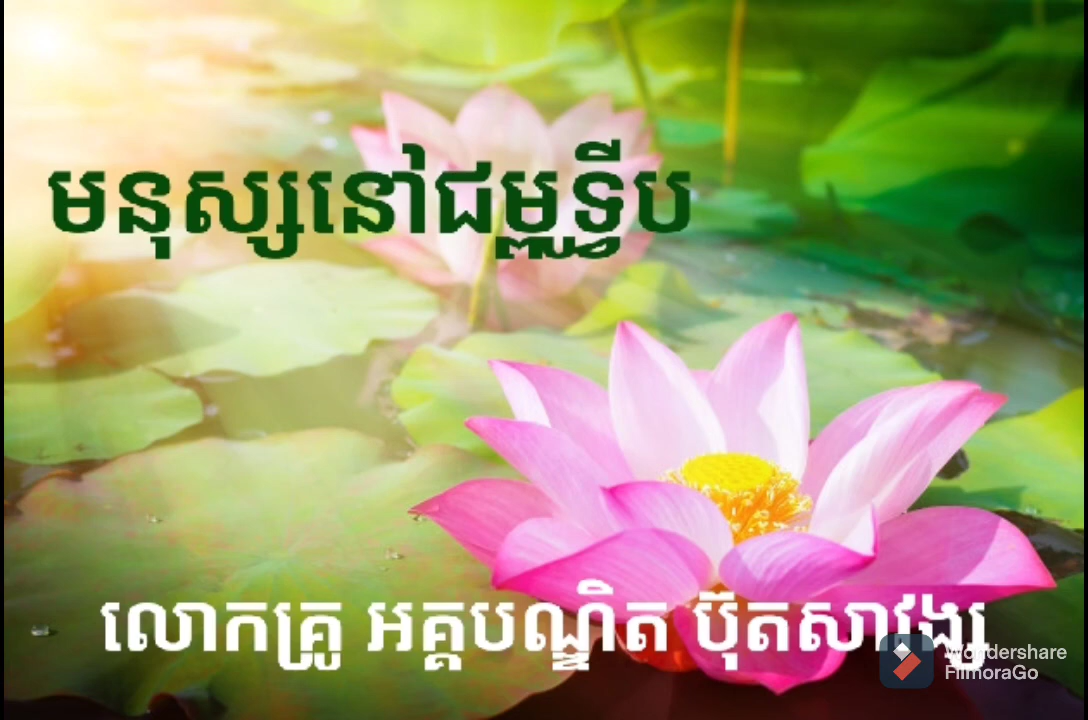 មនុស្សនៅជម្ពូទ្វីប
លោកគ្រូ អគ្គបណ្ឌិត ប៊ុតសាវង្ស
Wondershare
FilmoraGo